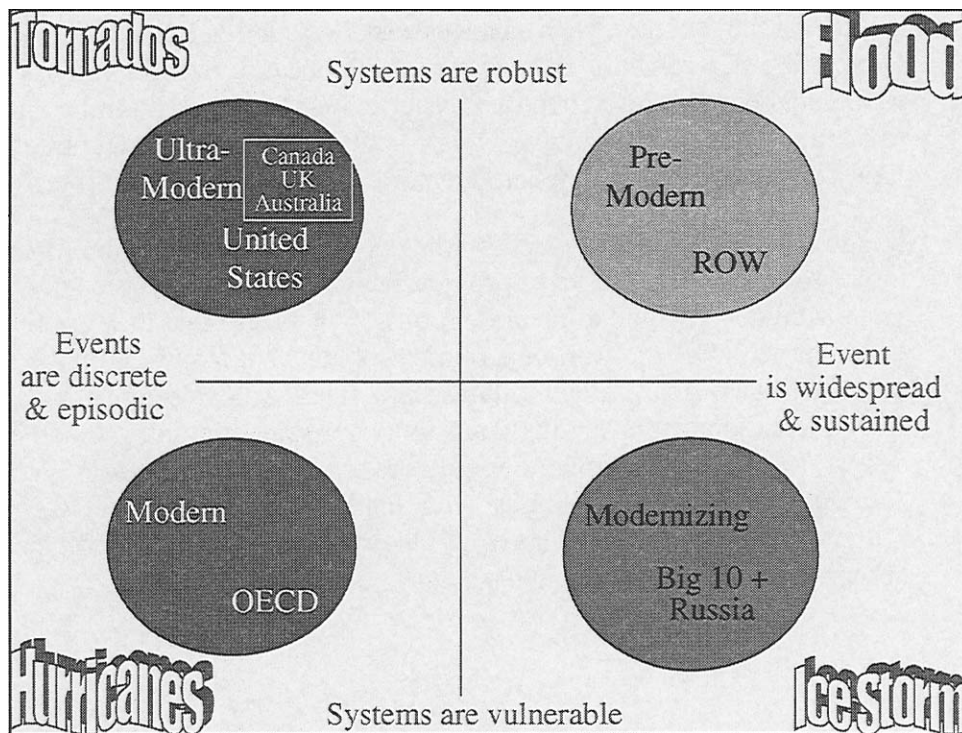 Tornados
Flood
Systems are robust
Ultra-
Modern
Canada
UK
Australia
United
States
Pre-
Modern
ROW
Events
are discrete
& episodic
Event
is widespread
& sustained
Modern
OECD
Modernizing
Big 10 +
Russia
Hurricanes
Systems are vulnerable
Ice storm